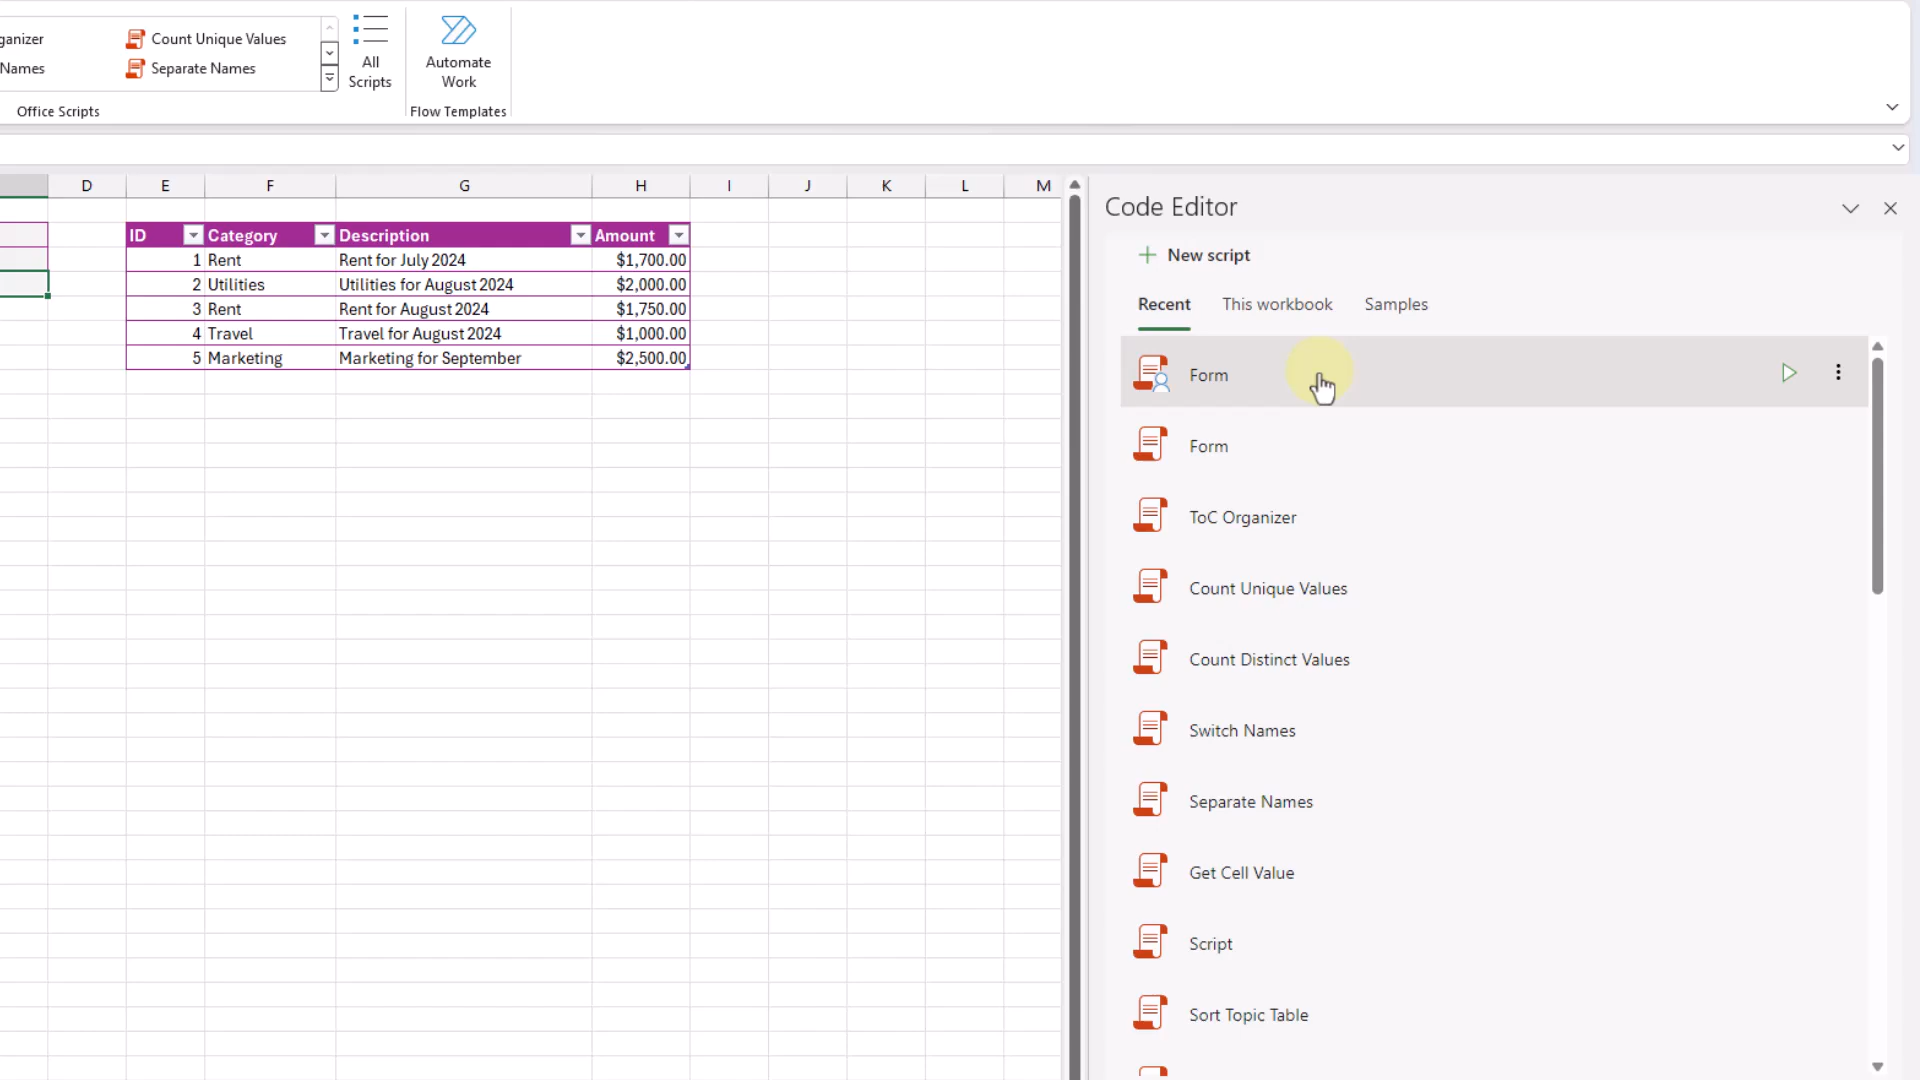 ganizer
Count Unique Values
Names
Separate Names
All
Scripts
Automate
Work
Office Scripts
Flow Templates
D E F G H I J K L M
ID Category Description Amount
1 Rent Rent for July 2024 $1,700.00
2 Utilities Utilities for August 2024 $2,000.00
3 Rent Rent for August 2024 $1,750.00
4 Travel Travel for August 2024 $1,000.00
5 Marketing Marketing for September $2,500.00
Code Editor
New script
Recent This workbook Samples
Form
Form
ToC Organizer
Count Unique Values
Count Distinct Values
Switch Names
Separate Names
Get Cell Value
Script
Sort Topic Table